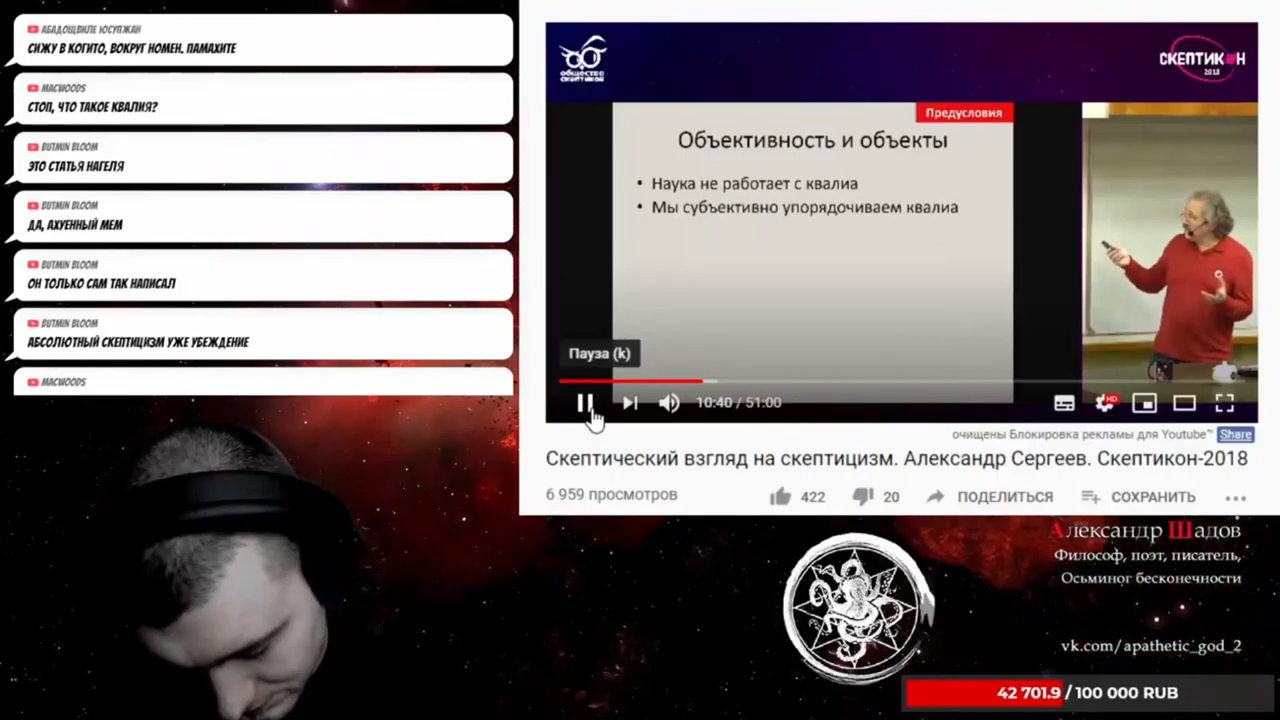 АБАДОЩВИЛЕ ЮСУПЖАН
СИЖУ В КОГИТО, ВОКРУГ НОМЕН. ПАМАХИТЕ
MACWOODS
СТОП, ЧТО ТАКОЕ КВАЛИЯ?
BUTMIN BLOOM
ЭТО СТАТЬЯ НАГЕЛЯ
BUTMIN BLOOM
ДА, АХУЕННЫЙ МЕМ
BUTMIN BLOOM
ОН ТОЛЬКО САМ ТАК НАПИСАЛ
BUTMIN BLOOM
АБСОЛЮТНЫЙ СКЕПТИЦИЗМ УЖЕ УБЕЖДЕНИЕ
MACWOODS
ОБЩЕСТВО
СКЕПТИКОВ
СКЕПТИКОН
2018
Предусловия
Объективность и объекты
• Наука не работает с квалиа
• Мы субъективно упорядочиваем квалиа
Пауза (k)
10:40 / 51:00
HD
очищены Блокировка рекламы для Youtube™ Share
Скептический взгляд на скептицизм. Александр Сергеев. Скептикон-2018
6 959 просмотров
422
20
ПОДЕЛИТЬСЯ
СОХРАНИТЬ
Александр Шадов
Философ, поэт, писатель,
Осьминог бесконечности
vk.com/apathetic_god_2
42 701.9 / 100 000 RUB